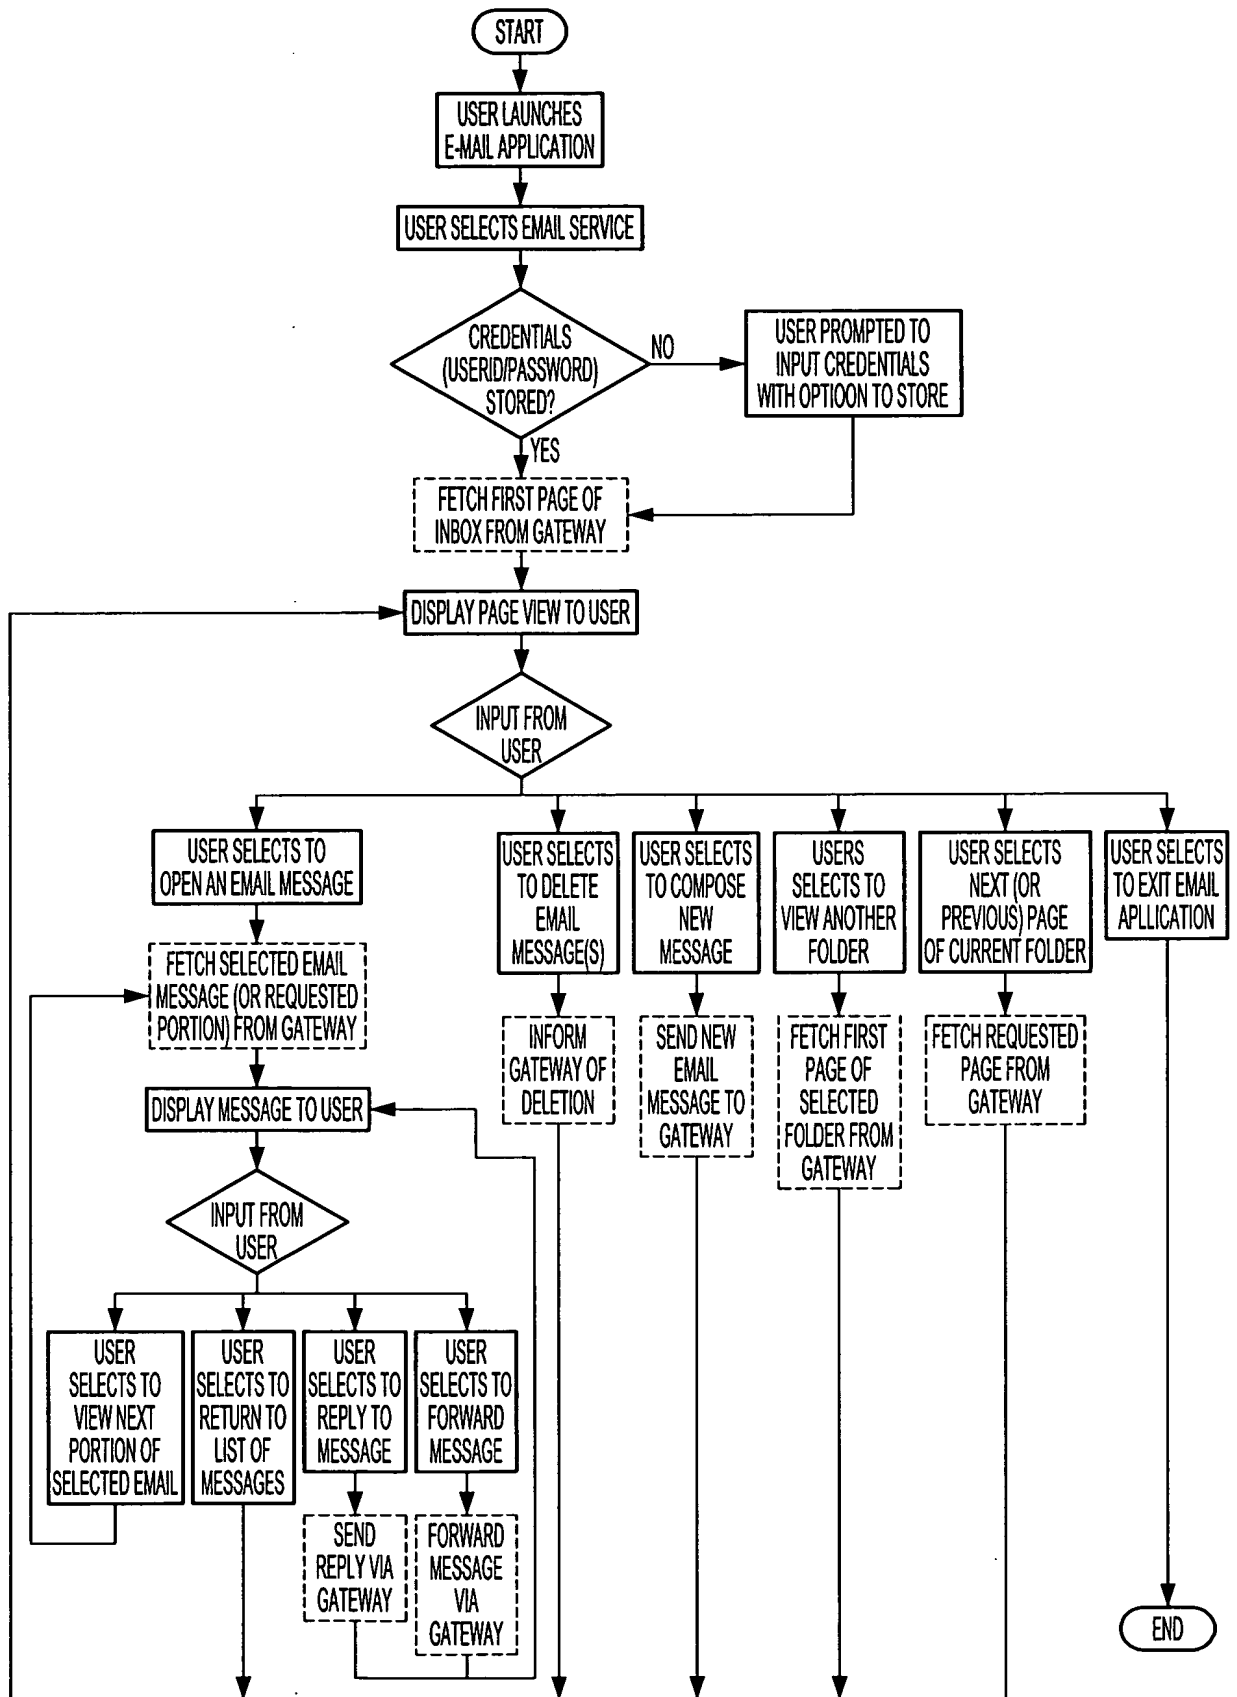 START
USER LAUNCHES
E-MAIL APPLICATION
USER SELECTS EMAIL SERVICE
CREDENTIALS
(USERID/PASSWORD)
STORED?
NO
USER PROMPTED TO
INPUT CREDENTIALS
WITH OPTIOON TO STORE
YES
FETCH FIRST PAGE OF
INBOX FROM GATEWAY
DISPLAY PAGE VIEW TO USER
INPUT FROM
USER
USER SELECTS TO
OPEN AN EMAIL MESSAGE
USER SELECTS
TO DELETE
EMAIL
MESSAGE(S)
USER SELECTS
TO COMPOSE
NEW
MESSAGE
USERS
SELECTS TO
VIEW ANOTHER
FOLDER
USER SELECTS
NEXT (OR
PREVIOUS) PAGE
OF CURRENT FOLDER
USER SELECTS
TO EXIT EMAIL
APLLICATION
FETCH SELECTED EMAIL
MESSAGE (OR REQUESTED
PORTION) FROM GATEWAY
INFORM
GATEWAY OF
DELETION
SEND NEW
EMAIL
MESSAGE TO
GATEWAY
FETCH FIRST
PAGE OF
SELECTED
FOLDER FROM
GATEWAY
FETCH REQUESTED
PAGE FROM
GATEWAY
DISPLAY MESSAGE TO USER
INPUT FROM
USER
USER
SELECTS TO
VIEW NEXT
PORTION OF
SELECTED EMAIL
USER
SELECTS TO
RETURN TO
LIST OF
MESSAGES
USER
SELECTS TO
REPLY TO
MESSAGE
USER
SELECTS TO
FORWARD
MESSAGE
SEND
REPLY VIA
GATEWAY
FORWARD
MESSAGE
VIA
GATEWAY
END